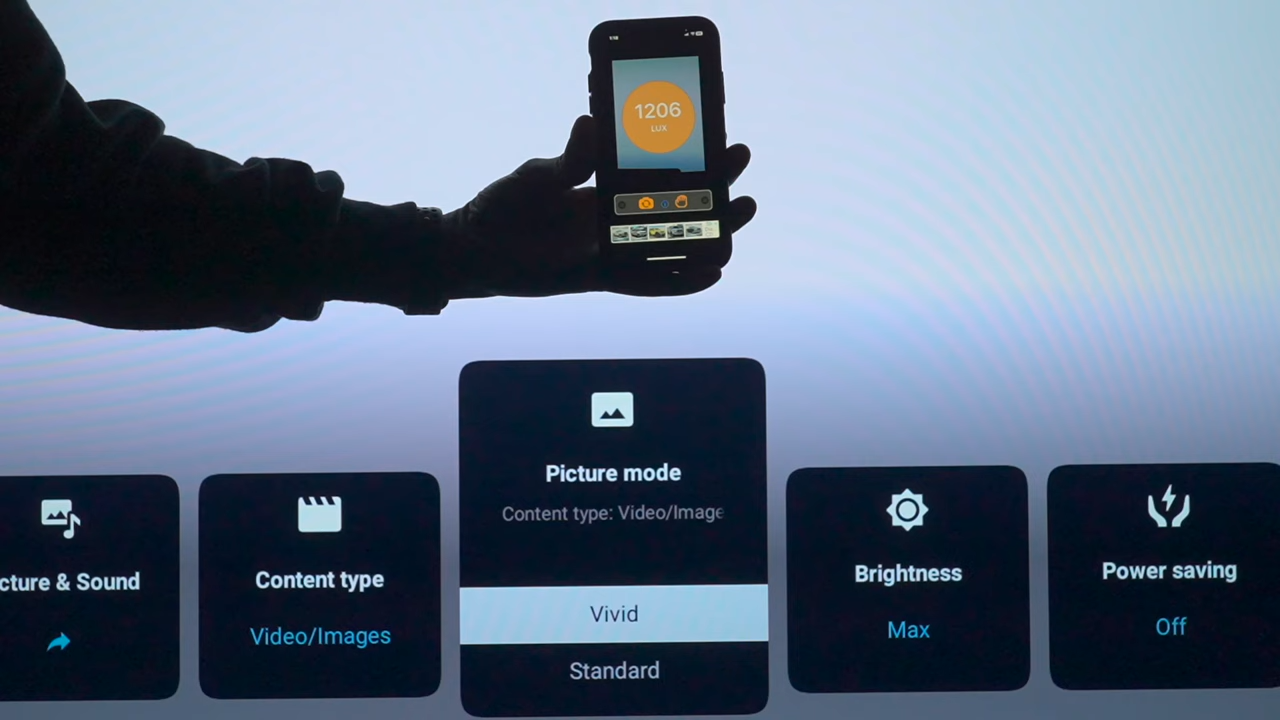 1206
LUX
Picture mode
Content type: Video/Image
cture & Sound
Content type
Video/Images
Vivid
Standard
Brightness
Max
Power saving
Off